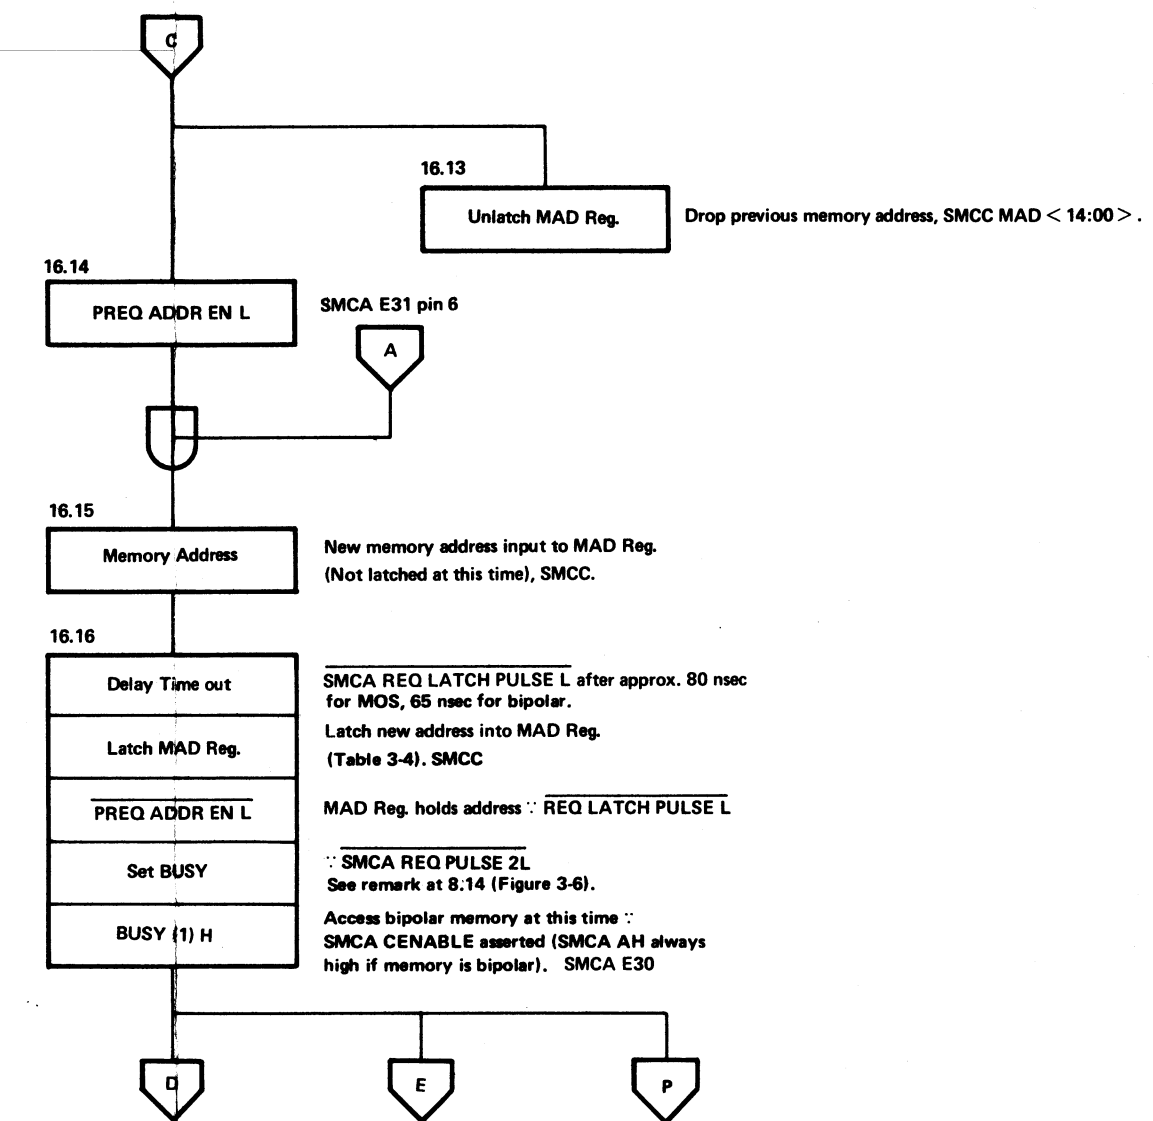 C
16.13
Unlatch MAD Reg.
Drop previous memory address, SMCC MAD < 14:00 > .
16.14
PREQ ADDR EN L
SMCA E31 pin 6
A
16.15
Memory Address
New memory address input to MAD Reg.
(Not latched at this time), SMCC.
16.16
Delay Time out
SMCA REQ LATCH PULSE L after approx. 80 nsec
for MOS, 65 nsec for bipolar.
Latch MAD Reg.
Latch new address into MAD Reg.
(Table 3-4). SMCC
PREQ ADDR EN L
MAD Reg. holds address ∵ REQ LATCH PULSE L
Set BUSY
∵ SMCA REQ PULSE 2L
See remark at 8.14 (Figure 3-6).
BUSY (1) H
Access bipolar memory at this time ∵
SMCA CENABLE asserted (SMCA AH always
high if memory is bipolar). SMCA E30
D
E
P